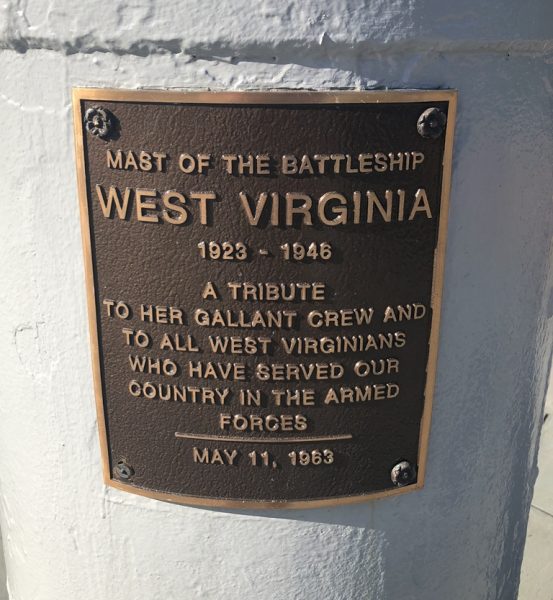 MAST OF THE BATTLESHIP
WEST VIRGINIA
1923 - 1946
A TRIBUTE
TO HER GALLANT CREW AND
TO ALL WEST VIRGINIANS
WHO HAVE SERVED OUR
COUNTRY IN THE ARMED
FORCES
MAY 11, 1963